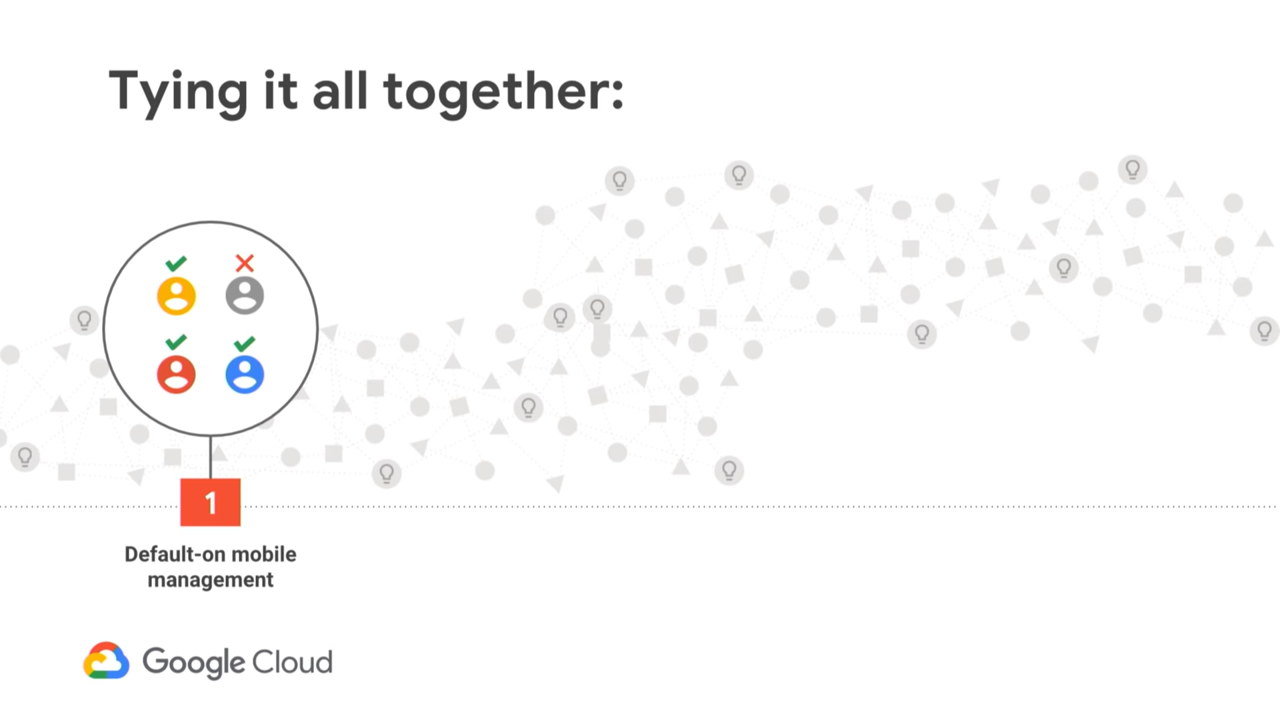 Tying it all together:
1
Default-on mobile
management
Google Cloud